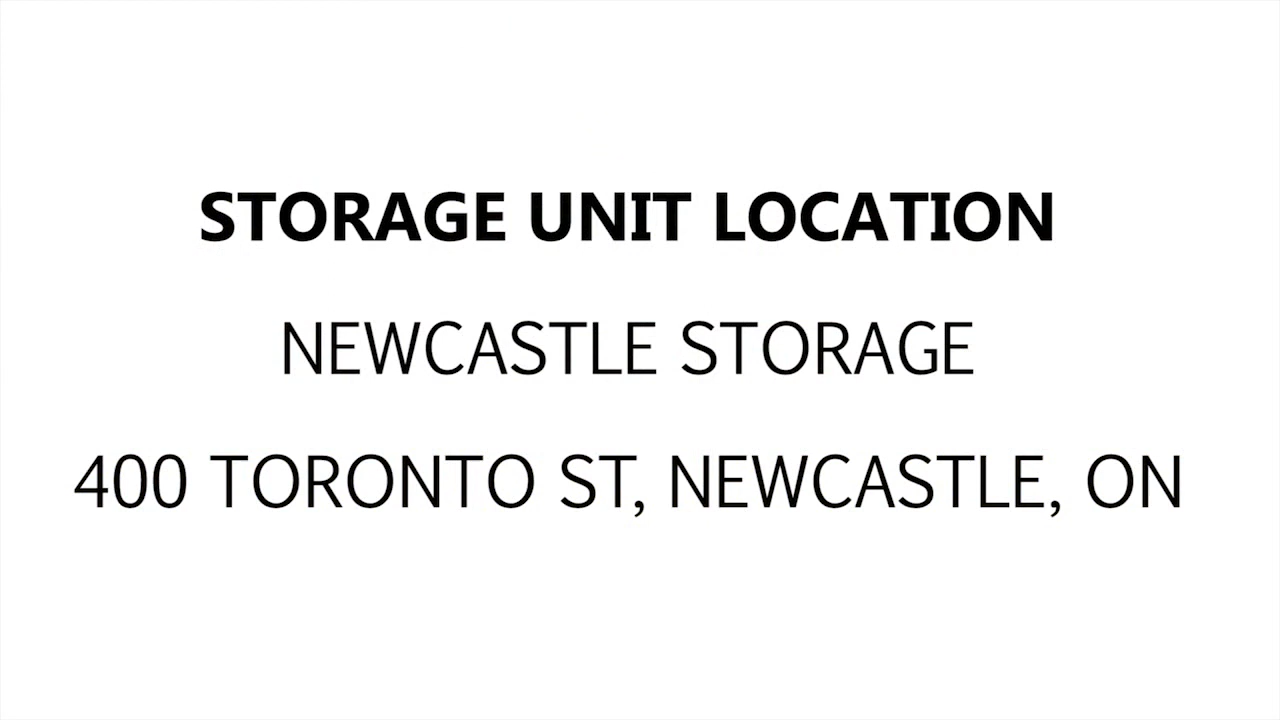 STORAGE UNIT LOCATION
NEWCASTLE STORAGE
400 TORONTO ST, NEWCASTLE, ON